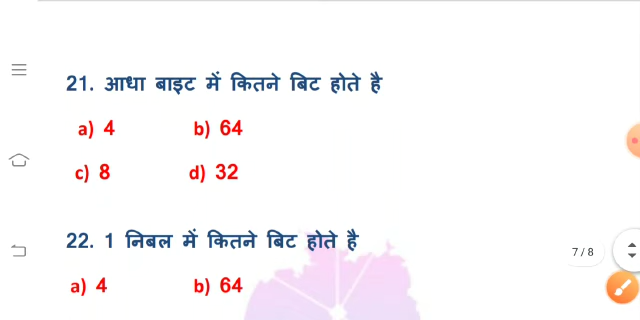 21. आधा बाइट में कितने बिट होते है
a) 4 b) 64
c) 8 d) 32
22. 1 निबल में कितने बिट होते है
7 / 8
a) 4 b) 64